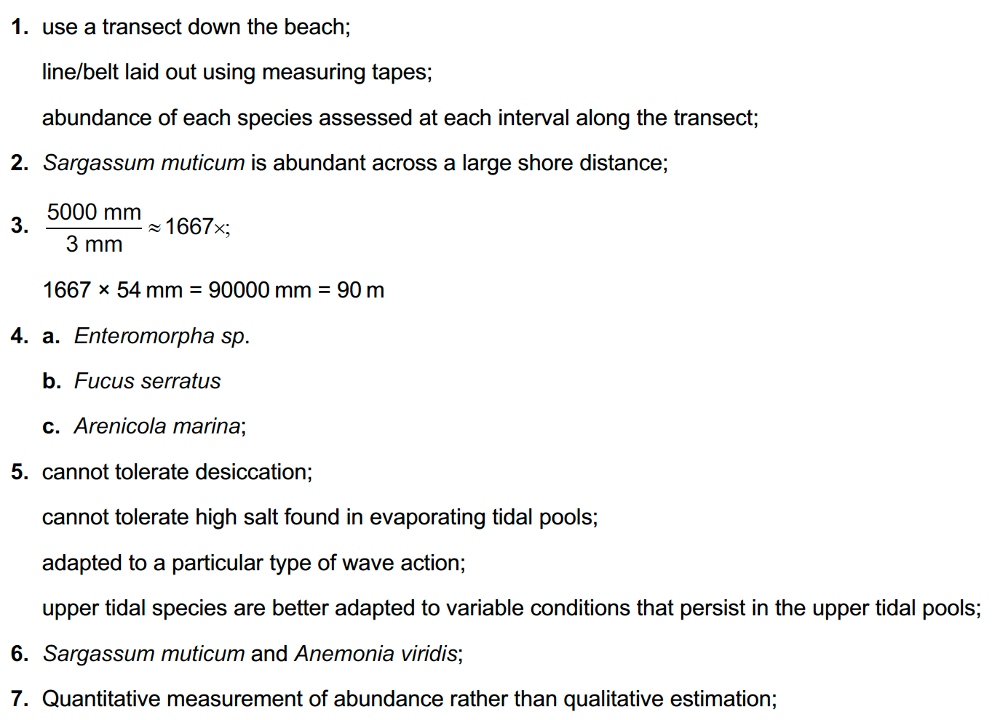 1. use a transect down the beach;
line/belt laid out using measuring tapes;
abundance of each species assessed at each interval along the transect;
2. Sargassum muticum is abundant across a large shore distance;
3. 5000 mm / 3 mm ≈ 1667×;
1667 × 54 mm = 90000 mm = 90 m
4. a. Enteromorpha sp.
b. Fucus serratus
c. Arenicola marina;
5. cannot tolerate desiccation;
cannot tolerate high salt found in evaporating tidal pools;
adapted to a particular type of wave action;
upper tidal species are better adapted to variable conditions that persist in the upper tidal pools;
6. Sargassum muticum and Anemonia viridis;
7. Quantitative measurement of abundance rather than qualitative estimation;